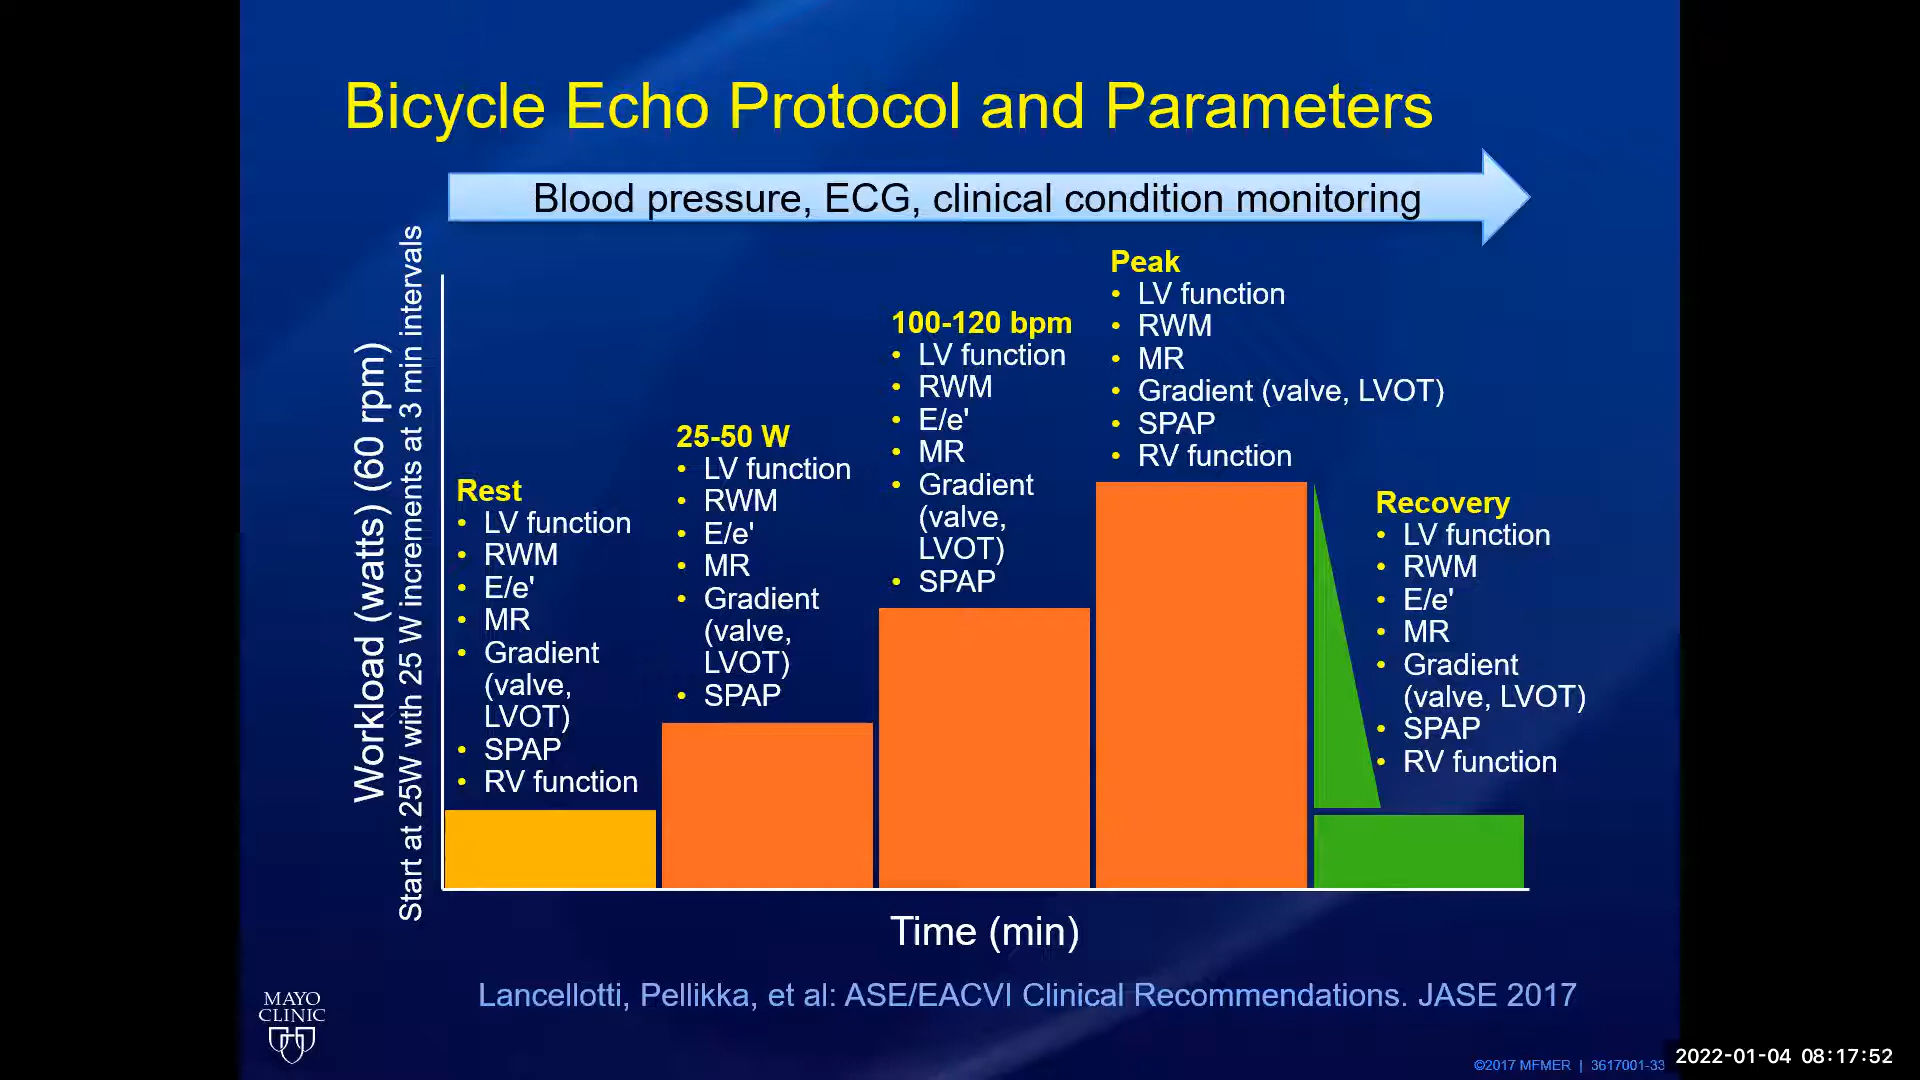 Bicycle Echo Protocol and Parameters
Blood pressure, ECG, clinical condition monitoring
Workload (watts) (60 rpm)
Start at 25W with 25 W increments at 3 min intervals
Rest
• LV function
• RWM
• E/e'
• MR
• Gradient
(valve,
LVOT)
• SPAP
• RV function
25-50 W
• LV function
• RWM
• E/e'
• MR
• Gradient
(valve,
LVOT)
• SPAP
100-120 bpm
• LV function
• RWM
• E/e'
• MR
• Gradient
(valve,
LVOT)
• SPAP
Peak
• LV function
• RWM
• MR
• Gradient (valve, LVOT)
• SPAP
• RV function
Recovery
• LV function
• RWM
• E/e'
• MR
• Gradient
(valve, LVOT)
• SPAP
• RV function
Time (min)
Lancellotti, Pellikka, et al: ASE/EACVI Clinical Recommendations. JASE 2017
MAYO
CLINIC
©2017 MFMER | 3617001-33
2022-01-04 08:17:52